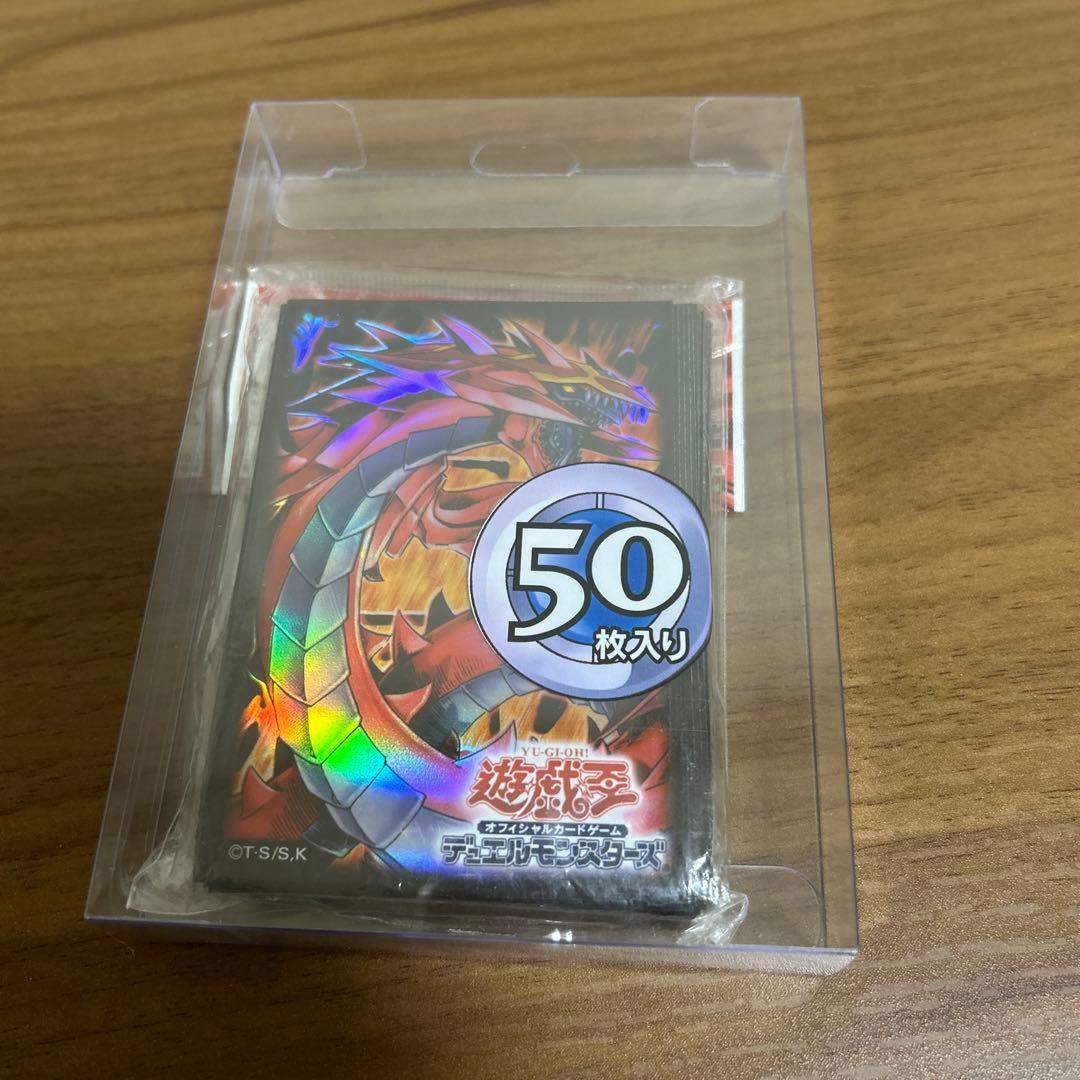 50
枚入り
YU-GI-OH!
遊戯王
オフィシャルカードゲーム
デュエルモンスターズ
©T・S/S,K